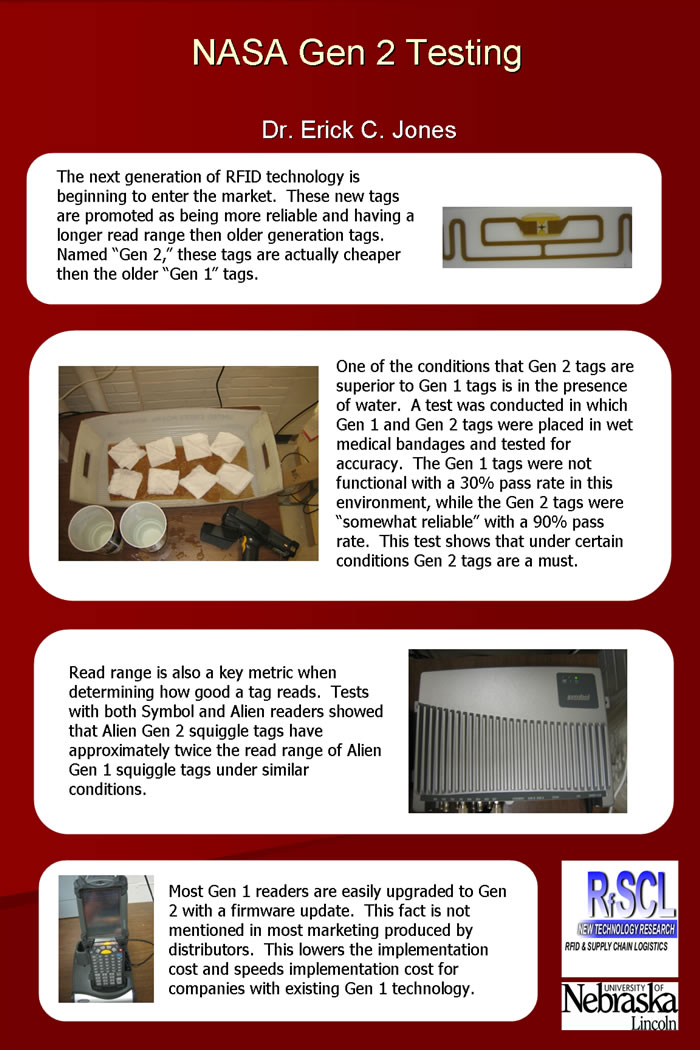 NASA Gen 2 Testing
Dr. Erick C. Jones
The next generation of RFID technology is
beginning to enter the market. These new tags
are promoted as being more reliable and having a
longer read range then older generation tags.
Named “Gen 2,” these tags are actually cheaper
then the older “Gen 1” tags.
One of the conditions that Gen 2 tags are
superior to Gen 1 tags is in the presence
of water. A test was conducted in which
Gen 1 and Gen 2 tags were placed in wet
medical bandages and tested for
accuracy. The Gen 1 tags were not
functional with a 30% pass rate in this
environment, while the Gen 2 tags were
“somewhat reliable” with a 90% pass
rate. This test shows that under certain
conditions Gen 2 tags are a must.
Read range is also a key metric when
determining how good a tag reads. Tests
with both Symbol and Alien readers showed
that Alien Gen 2 squiggle tags have
approximately twice the read range of Alien
Gen 1 squiggle tags under similar
conditions.
symbol
Most Gen 1 readers are easily upgraded to Gen
2 with a firmware update. This fact is not
mentioned in most marketing produced by
distributors. This lowers the implementation
cost and speeds implementation cost for
companies with existing Gen 1 technology.
RfSCL
NEW TECHNOLOGY RESEARCH
RFID & SUPPLY CHAIN LOGISTICS
UNIVERSITY OF
Nebraska
Lincoln